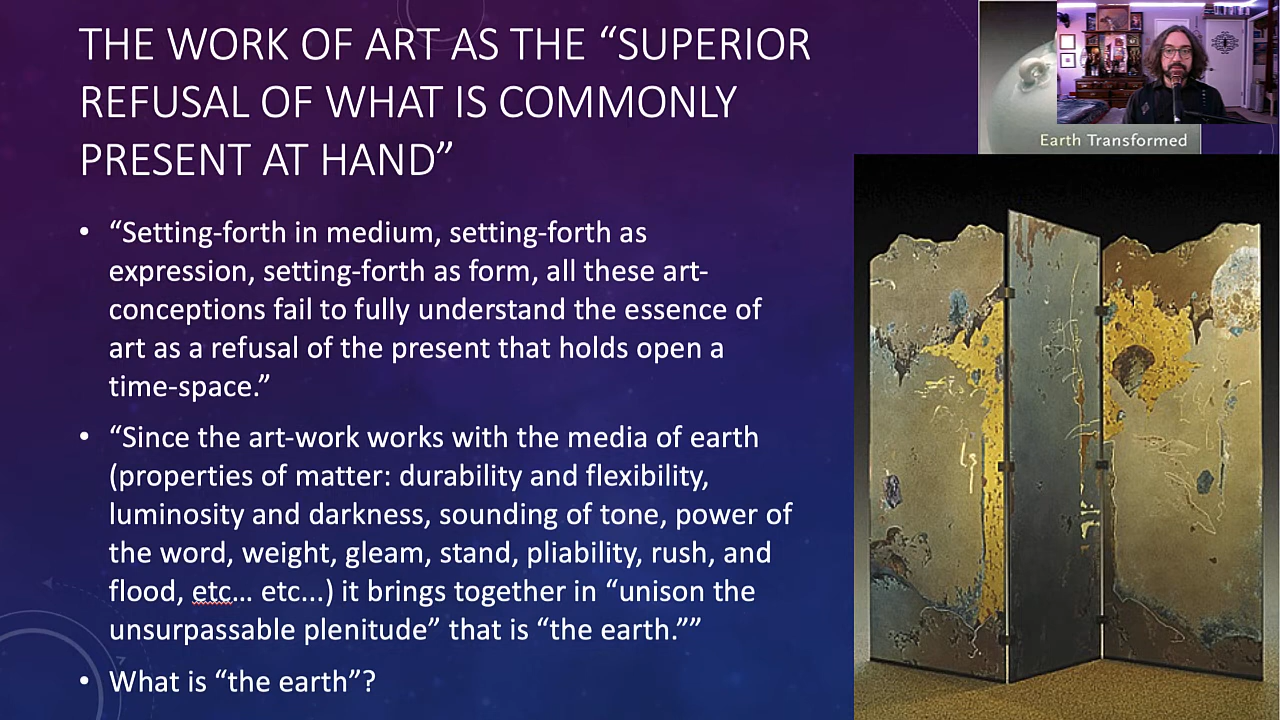 THE WORK OF ART AS THE “SUPERIOR
REFUSAL OF WHAT IS COMMONLY
PRESENT AT HAND”
• “Setting-forth in medium, setting-forth as
expression, setting-forth as form, all these art-
conceptions fail to fully understand the essence of
art as a refusal of the present that holds open a
time-space.”
• “Since the art-work works with the media of earth
(properties of matter: durability and flexibility,
luminosity and darkness, sounding of tone, power of
the word, weight, gleam, stand, pliability, rush, and
flood, etc… etc...) it brings together in “unison the
unsurpassable plenitude” that is “the earth.””
• What is “the earth”?
Earth Transformed